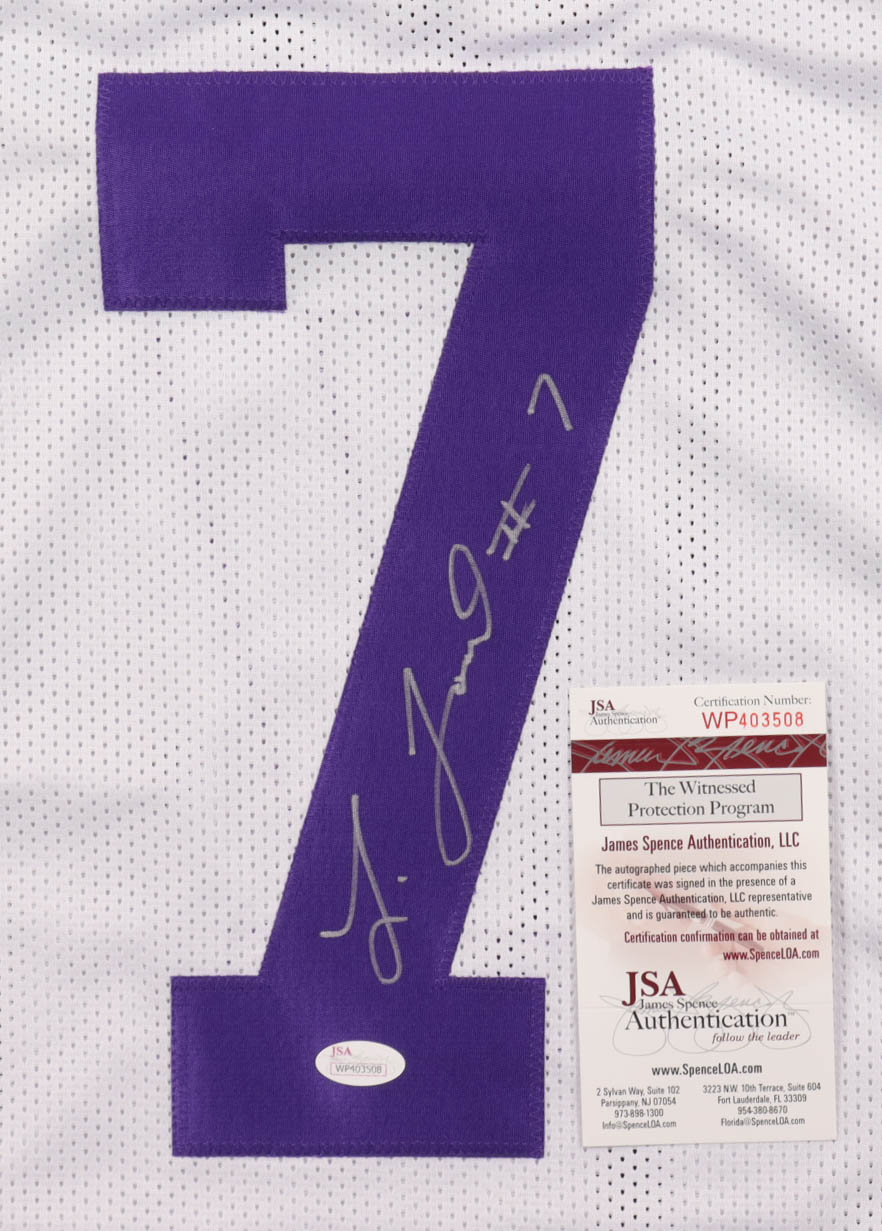 7
# 7
JSA
Authentication
Certification Number:
WP403508
The Witnessed
Protection Program
James Spence Authentication, LLC
The autographed piece which accompanies this
certificate was signed in the presence of a
James Spence Authentication, LLC representative
and is guaranteed to be authentic.
Certification confirmation can be obtained at
www.SpenceLOA.com
JSA
James Spence
Authentication™
follow the leader
www.SpenceLOA.com
2 Sylvan Way, Suite 102
Parsippany, NJ 07054
973-898-1300
Info@SpenceLOA.com
3223 N.W. 10th Terrace, Suite 604
Fort Lauderdale, FL 33309
954-380-8670
Florida@SpenceLOA.com
JSA
WP403508